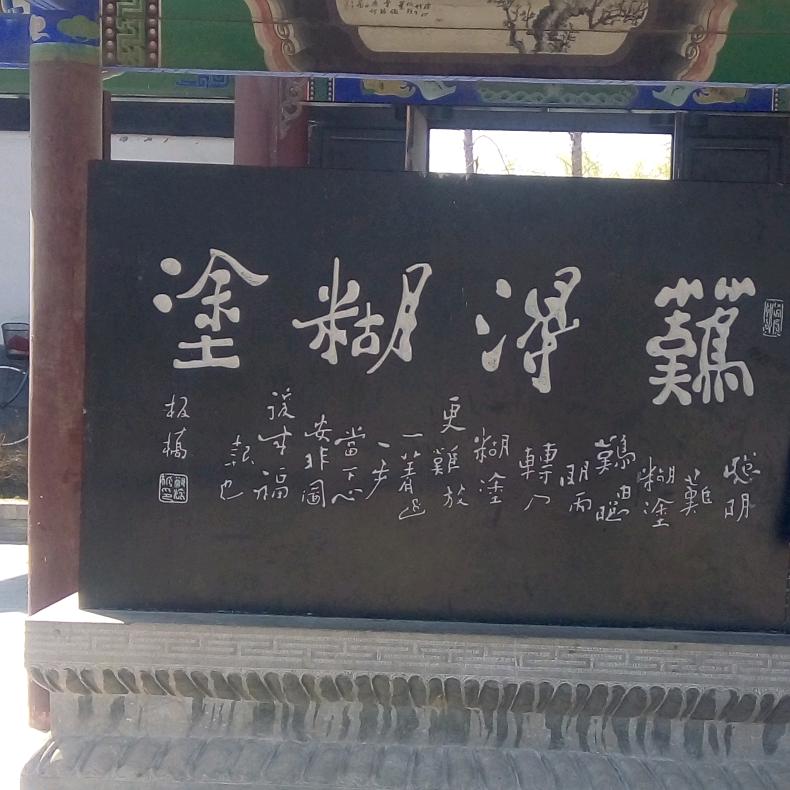 難得糊塗
聰明
難
糊塗
難由聰
明而
轉入
糊塗
更難放
一著退
一步
當下心
安非圖
後來福
報也
板橋